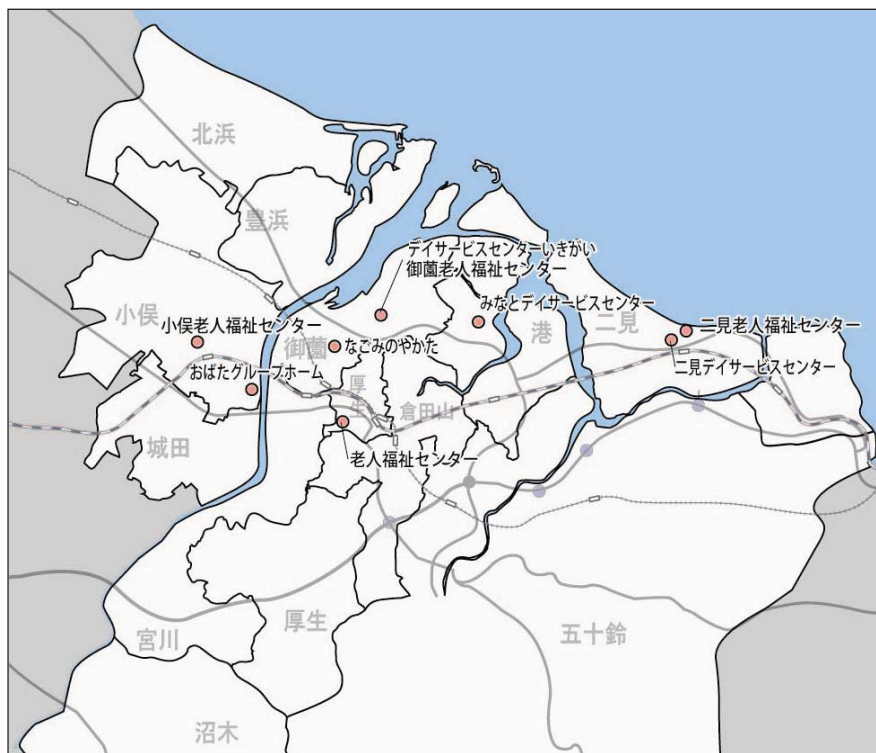 北浜
豊浜
デイサービスセンターいきがい
御薗老人福祉センター
みなとデイサービスセンター
小俣
小俣老人福祉センター
御薗
なごみのやかた
港
二見
二見老人福祉センター
二見デイサービスセンター
おばたグループホーム
厚生
倉田山
城田
老人福祉センター
宮川
厚生
五十鈴
沼木